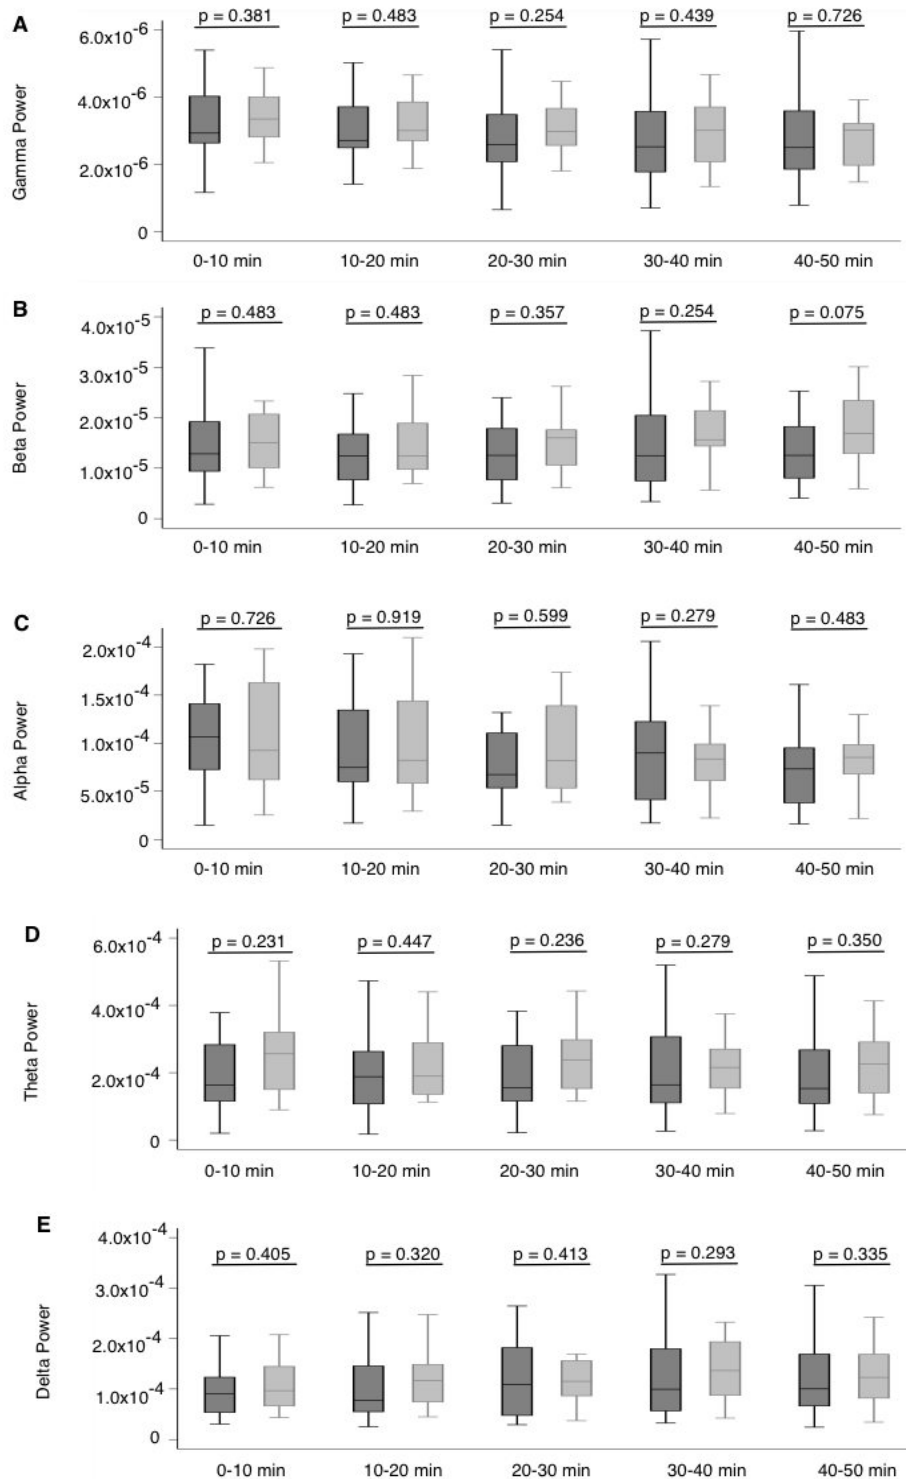 A
p = 0.381 p = 0.483 p = 0.254 p = 0.439 p = 0.726
6.0x10-6
4.0x10-6
2.0x10-6
0
Gamma Power
0-10 min 10-20 min 20-30 min 30-40 min 40-50 min
B
p = 0.483 p = 0.483 p = 0.357 p = 0.254 p = 0.075
4.0x10-5
3.0x10-5
2.0x10-5
1.0x10-5
0
Beta Power
0-10 min 10-20 min 20-30 min 30-40 min 40-50 min
C
p = 0.726 p = 0.919 p = 0.599 p = 0.279 p = 0.483
2.0x10-4
1.5x10-4
1.0x10-4
5.0x10-5
0
Alpha Power
0-10 min 10-20 min 20-30 min 30-40 min 40-50 min
D
p = 0.231 p = 0.447 p = 0.236 p = 0.279 p = 0.350
6.0x10-4
4.0x10-4
2.0x10-4
0
Theta Power
0-10 min 10-20 min 20-30 min 30-40 min 40-50 min
E
p = 0.405 p = 0.320 p = 0.413 p = 0.293 p = 0.335
4.0x10-4
3.0x10-4
2.0x10-4
1.0x10-4
0
Delta Power
0-10 min 10-20 min 20-30 min 30-40 min 40-50 min